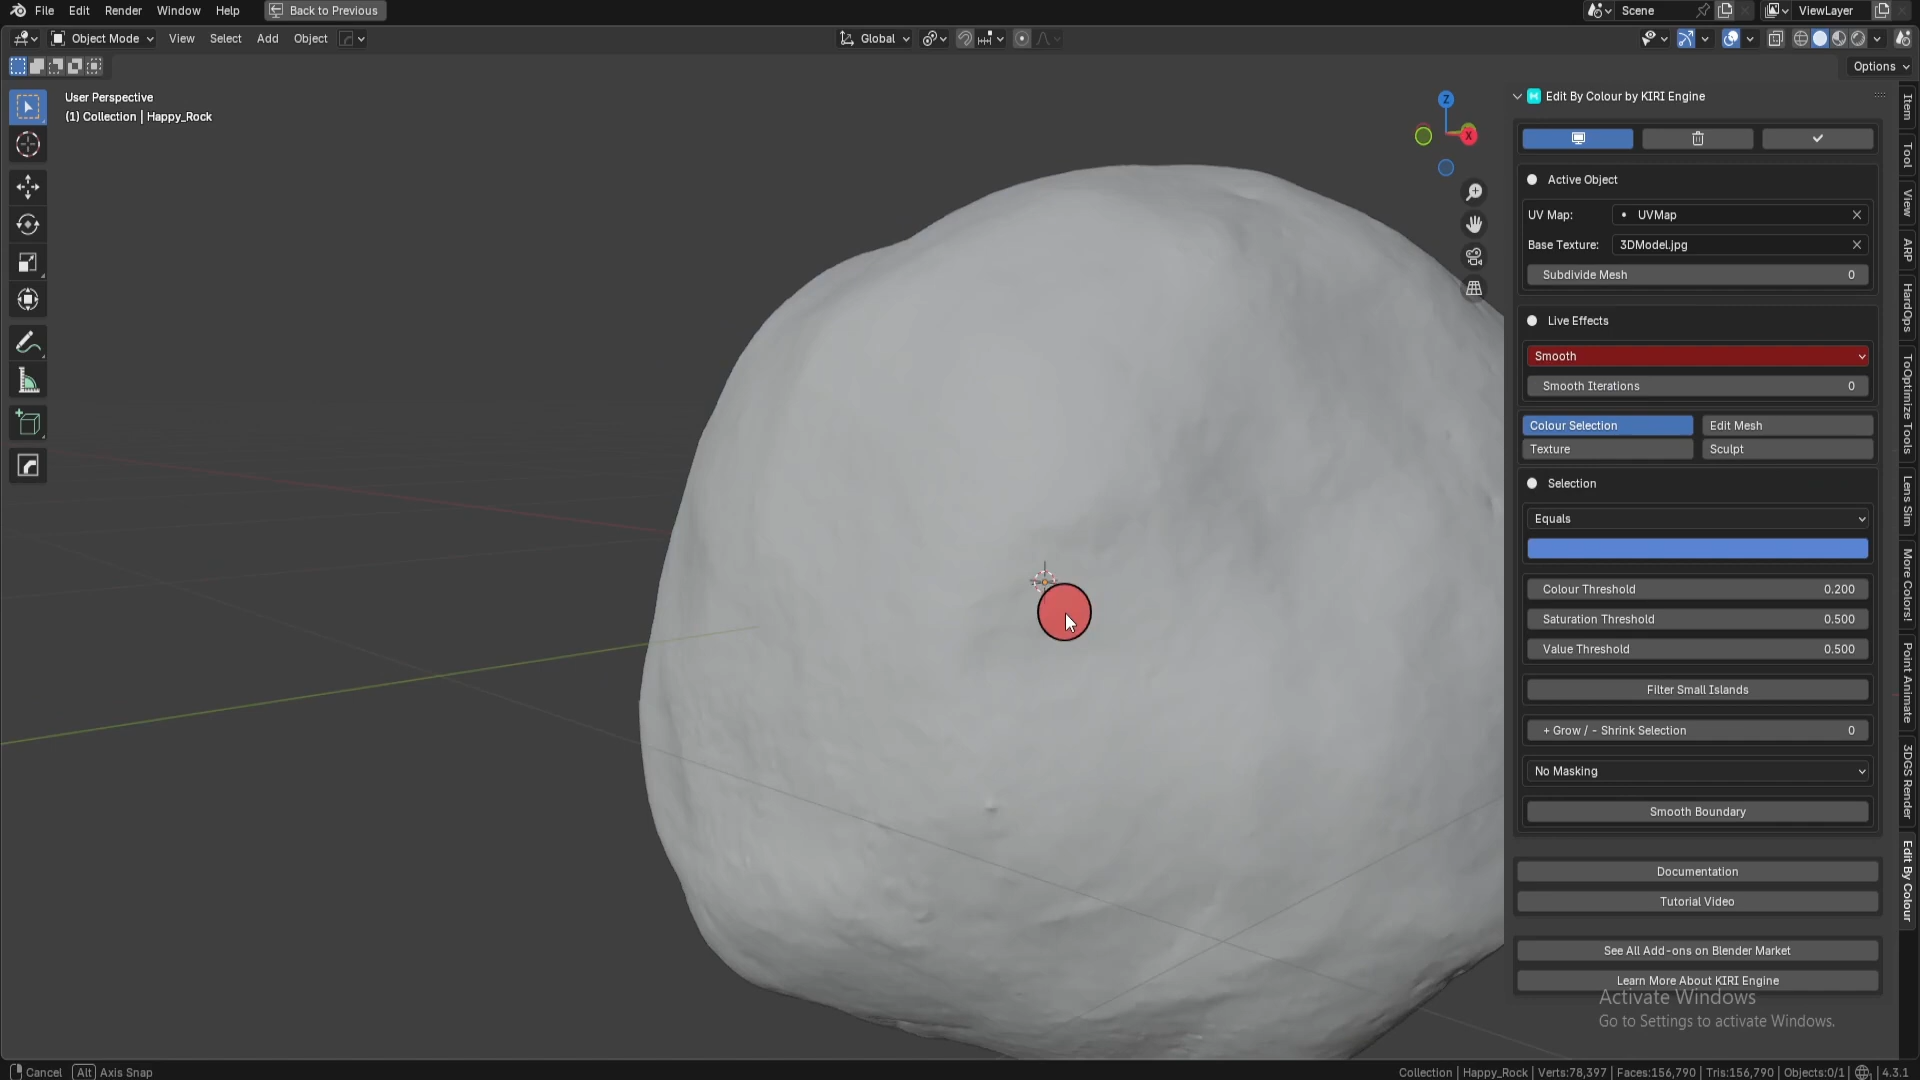 File Edit Render Window Help Back to Previous Scene ViewLayer
Object Mode View Select Add Object Global
Options
User Perspective
(1) Collection | Happy_Rock
Z
X
Edit By Colour by KIRI Engine
Active Object
UV Map: UVMap
Base Texture: 3DModel.jpg
Subdivide Mesh 0
Live Effects
Smooth
Smooth Iterations 0
Colour Selection Edit Mesh
Texture Sculpt
Selection
Equals
Colour Threshold 0.200
Saturation Threshold 0.500
Value Threshold 0.500
Filter Small Islands
+ Grow / - Shrink Selection 0
No Masking
Smooth Boundary
Documentation
Tutorial Video
See All Add-ons on Blender Market
Learn More About KIRI Engine
Activate Windows
Go to Settings to activate Windows.
Item
Tool
View
ARP
HardOps
ToOptimize Tools
Lens Sim
More Colors!
Point Animate
3DGS Render
Edit By Colour
Cancel Alt Axis Snap
Collection | Happy_Rock | Verts:78,397 | Faces:156,790 | Tris:156,790 | Objects:0/1 | 4.3.1